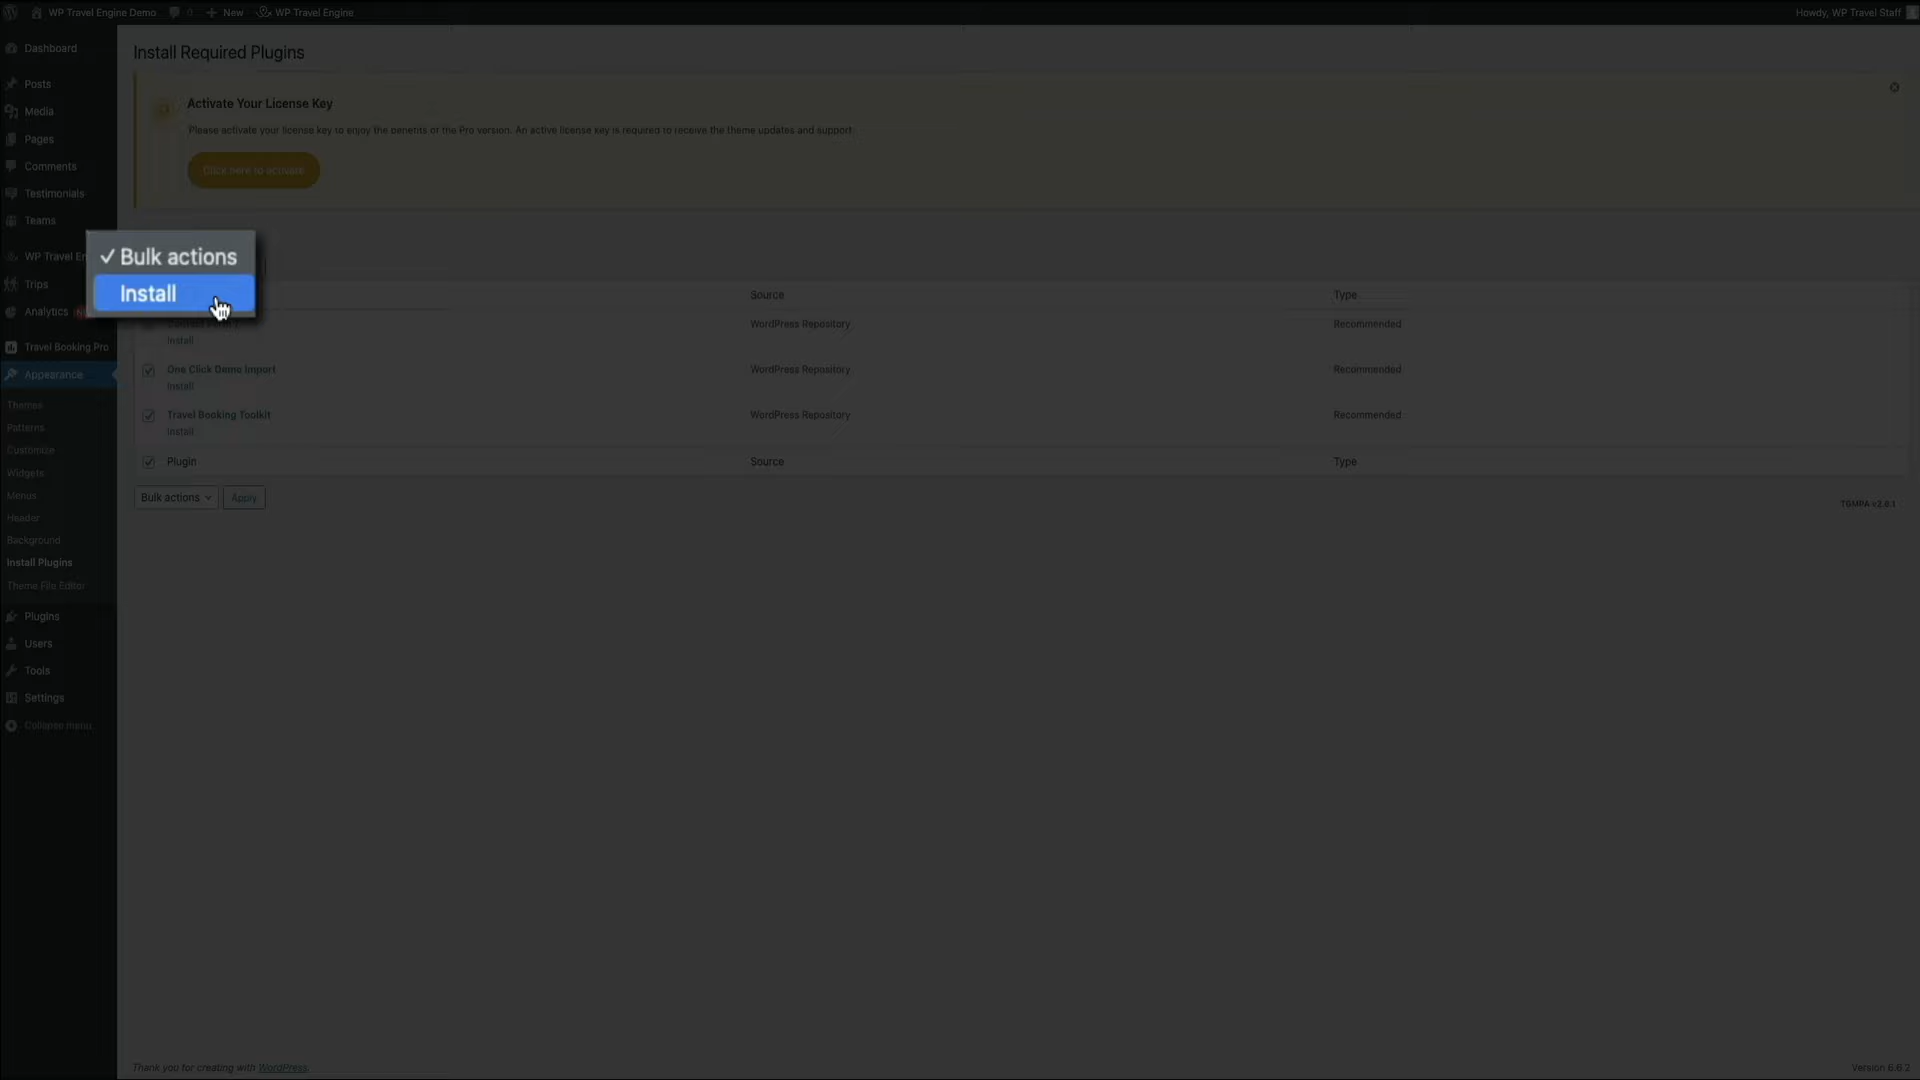 WP Travel Engine Demo 0 New WP Travel Engine Howdy, WP Travel Staff
Dashboard
Posts
Media
Pages
Comments
Testimonials
Teams
WP Travel En
Trips
Analytics
Travel Booking Pro
Appearance
Themes
Patterns
Customize
Widgets
Menus
Header
Background
Install Plugins
Theme File Editor
Plugins
Users
Tools
Settings
Collapse menu
Install Required Plugins
Activate Your License Key
Please activate your license key to enjoy the benefits of the Pro version. An active license key is required to receive the theme updates and support.
Click here to activate
✓ Bulk actions
Install
Source Type
Contact Form 7 WordPress Repository Recommended
Install
One Click Demo Import WordPress Repository Recommended
Install
Travel Booking Toolkit WordPress Repository Recommended
Install
Plugin Source Type
Bulk actions Apply
TGMPA v2.6.1
Thank you for creating with WordPress.
Version 6.6.2